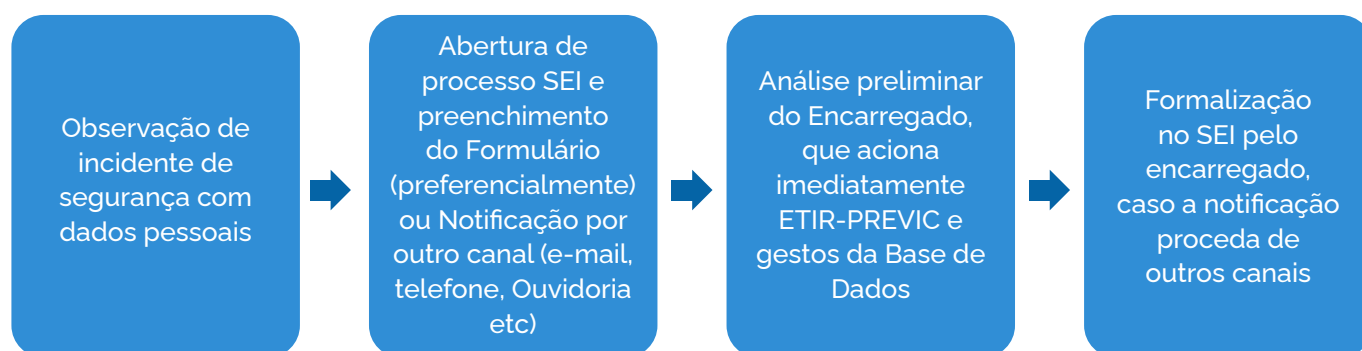 Observação de
incidente de
segurança com
dados pessoais
Abertura de
processo SEI e
preenchimento
do Formulário
(preferencialmente)
ou Notificação por
outro canal (e-mail,
telefone, Ouvidoria
etc)
Análise preliminar
do Encarregado,
que aciona
imediatamente
ETIR-PREVIC e
gestos da Base de
Dados
Formalização
no SEI pelo
encarregado,
caso a notificação
proceda de
outros canais